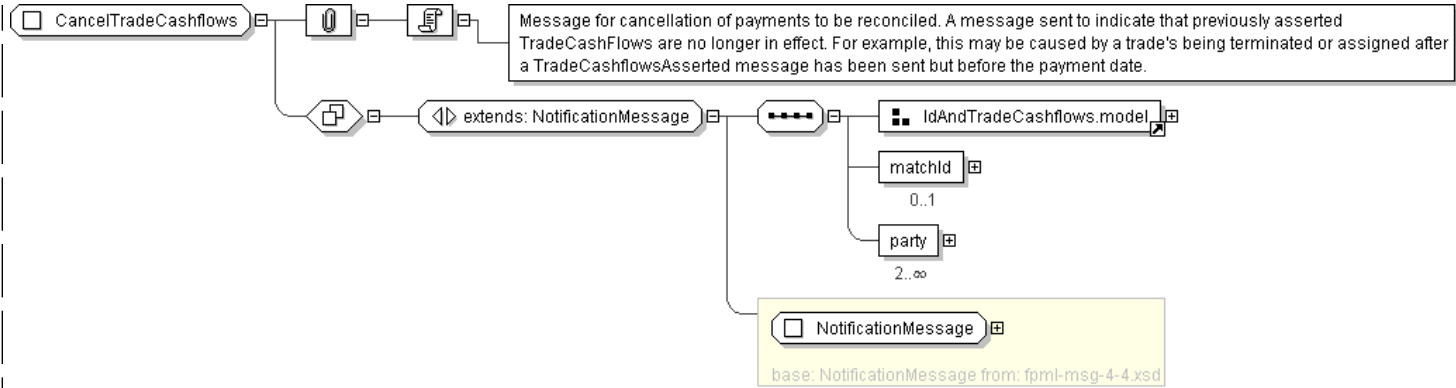 CancelTradeCashflows
Message for cancellation of payments to be reconciled. A message sent to indicate that previously asserted
TradeCashFlows are no longer in effect. For example, this may be caused by a trade's being terminated or assigned after
a TradeCashflowsAsserted message has been sent but before the payment date.
extends: NotificationMessage
IdAndTradeCashflows.model
matchId
0..1
party
2..∞
NotificationMessage
base: NotificationMessage from: fpml-msg-4-4.xsd